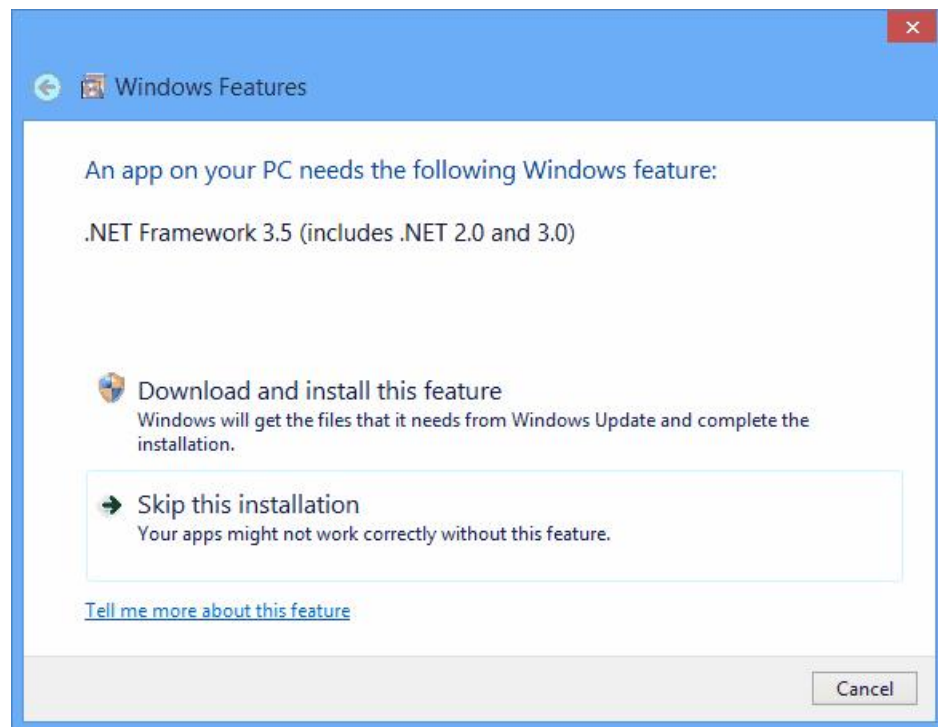 Windows Features
An app on your PC needs the following Windows feature:
.NET Framework 3.5 (includes .NET 2.0 and 3.0)
Download and install this feature
Windows will get the files that it needs from Windows Update and complete the
installation.
Skip this installation
Your apps might not work correctly without this feature.
Tell me more about this feature
Cancel